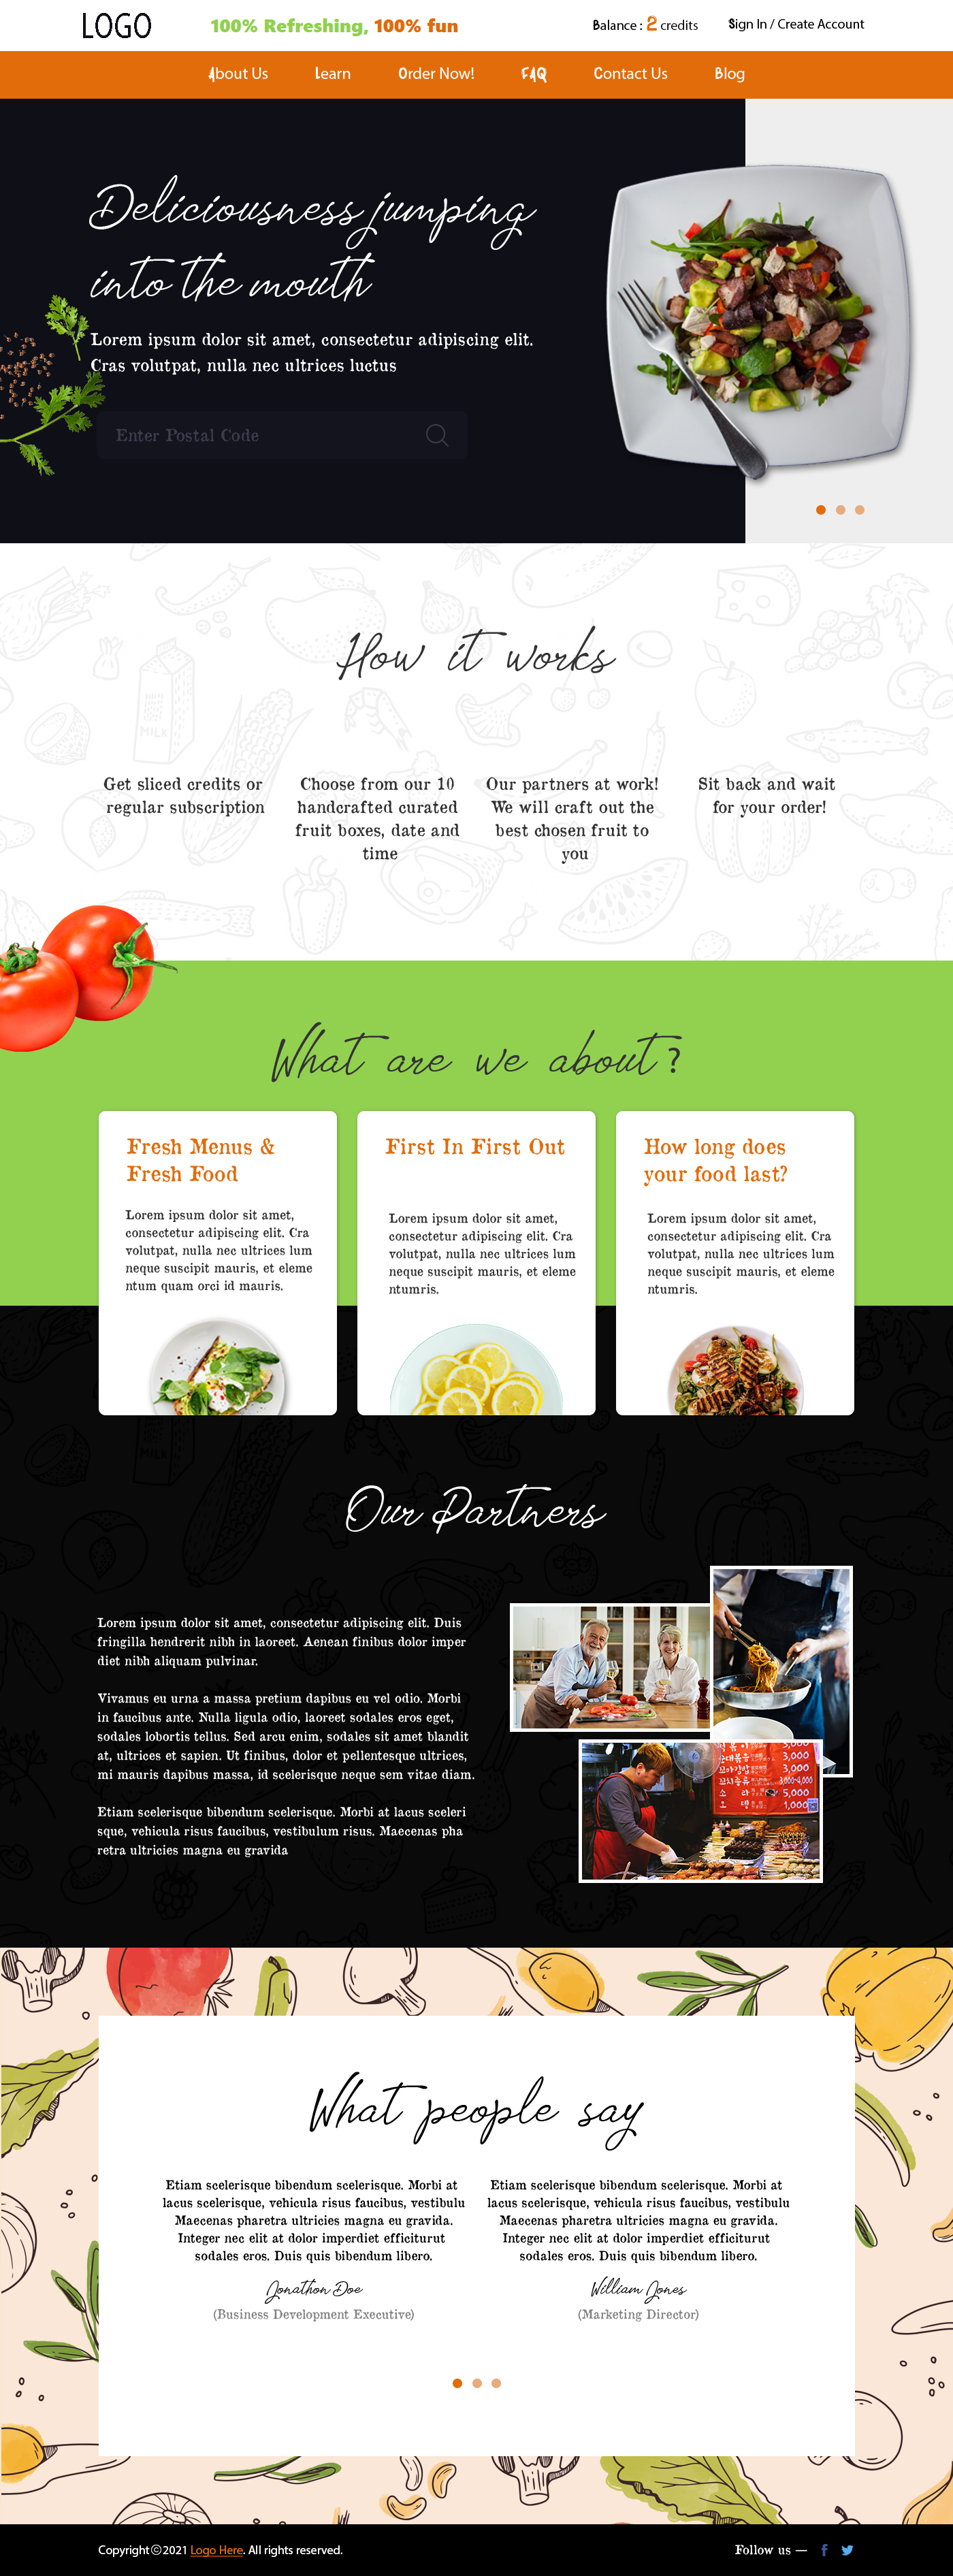 LOGO
100% Refreshing, 100% fun
Balance : 2 credits
Sign In / Create Account
About Us
Learn
Order Now!
FAQ
Contact Us
Blog
Deliciousness jumping
into the mouth
Lorem ipsum dolor sit amet, consectetur adipiscing elit.
Cras volutpat, nulla nec ultrices luctus
Enter Postal Code
How it works
MILK
Get sliced credits or
regular subscription
Choose from our 10
handcrafted curated
fruit boxes, date and
time
Our partners at work!
We will craft out the
best chosen fruit to
you
Sit back and wait
for your order!
What are we about ?
Fresh Menus &
Fresh Food
Lorem ipsum dolor sit amet,
consectetur adipiscing elit. Cra
volutpat, nulla nec ultrices lum
neque suscipit mauris, et eleme
ntum quam orci id mauris.
First In First Out
Lorem ipsum dolor sit amet,
consectetur adipiscing elit. Cra
volutpat, nulla nec ultrices lum
neque suscipit mauris, et eleme
ntumris.
How long does
your food last?
Lorem ipsum dolor sit amet,
consectetur adipiscing elit. Cra
volutpat, nulla nec ultrices lum
neque suscipit mauris, et eleme
ntumris.
MILK
Our Partners
Lorem ipsum dolor sit amet, consectetur adipiscing elit. Duis
fringilla hendrerit nibh in laoreet. Aenean finibus dolor imper
diet nibh aliquam pulvinar.
Vivamus eu urna a massa pretium dapibus eu vel odio. Morbi
in faucibus ante. Nulla ligula odio, laoreet sodales eros eget,
sodales lobortis tellus. Sed arcu enim, sodales sit amet blandit
at, ultrices et sapien. Ut finibus, dolor et pellentesque ultrices,
mi mauris dapibus massa, id scelerisque neque sem vitae diam.
Etiam scelerisque bibendum scelerisque. Morbi at lacus sceleri
sque, vehicula risus faucibus, vestibulum risus. Maecenas pha
retra ultricies magna eu gravida
3,000
3,000
3,000
3,000~4,000
5,000
오 뎅 1,000
What people say
Etiam scelerisque bibendum scelerisque. Morbi at
lacus scelerisque, vehicula risus faucibus, vestibulu
Maecenas pharetra ultricies magna eu gravida.
Integer nec elit at dolor imperdiet efficiturut
sodales eros. Duis quis bibendum libero.
Jonathon Doe
(Business Development Executive)
Etiam scelerisque bibendum scelerisque. Morbi at
lacus scelerisque, vehicula risus faucibus, vestibulu
Maecenas pharetra ultricies magna eu gravida.
Integer nec elit at dolor imperdiet efficiturut
sodales eros. Duis quis bibendum libero.
William Jones
(Marketing Director)
Copyright©2021 Logo Here. All rights reserved.
Follow us —